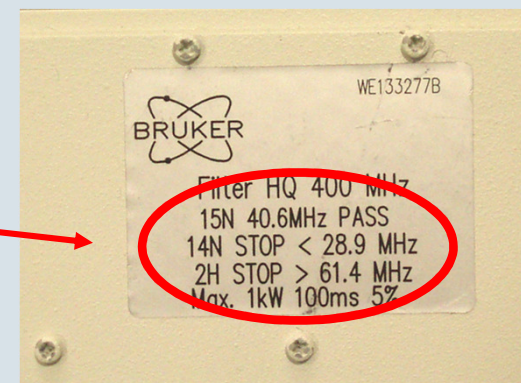 WE133277B
BRUKER
Filter HQ 400 MHz
15N 40.6MHz PASS
14N STOP < 28.9 MHz
2H STOP > 61.4 MHz
Max. 1kW 100ms 5%